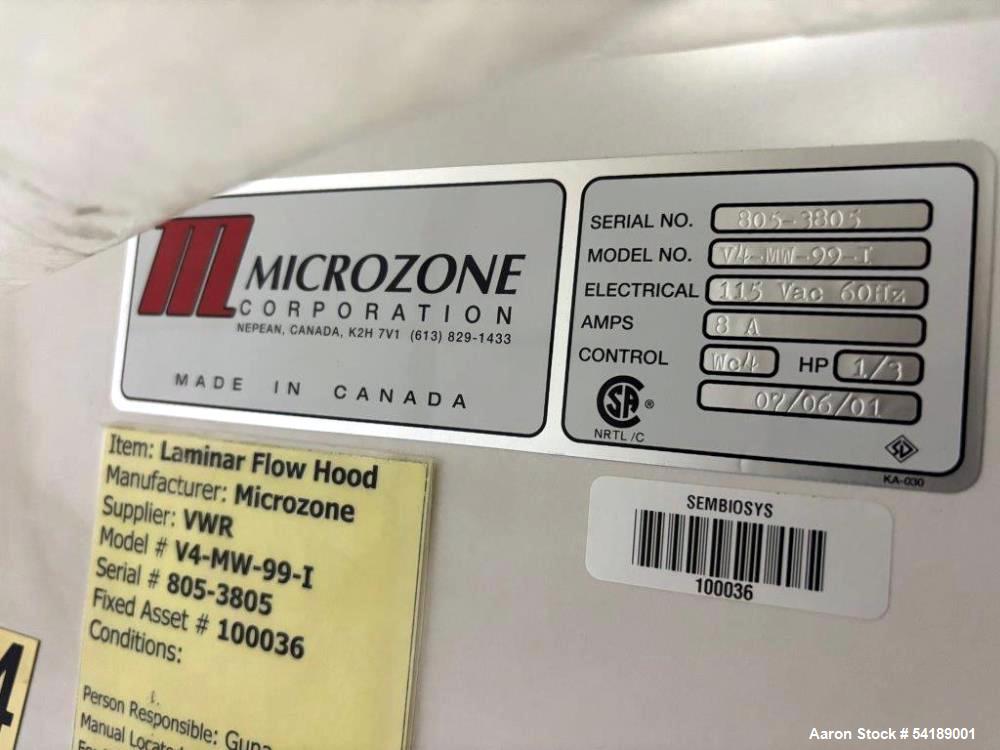 MICROZONE
CORPORATION
NEPEAN, CANADA, K2H 7V1 (613) 829-1433
MADE IN CANADA
SERIAL NO. 805-3805
MODEL NO. V4-MW-99-I
ELECTRICAL 115 Vac 60Hz
AMPS 8 A
CONTROL Wc4 HP 1/3
07/06/01
SA ®
NRTL/C
KA-030
Item: Laminar Flow Hood
Manufacturer: Microzone
Supplier: VWR
Model # V4-MW-99-I
Serial # 805-3805
Fixed Asset # 100036
Conditions:
Person Responsible:
Manual
SEMBIOSYS
100036
4
Aaron Stock # 54189001